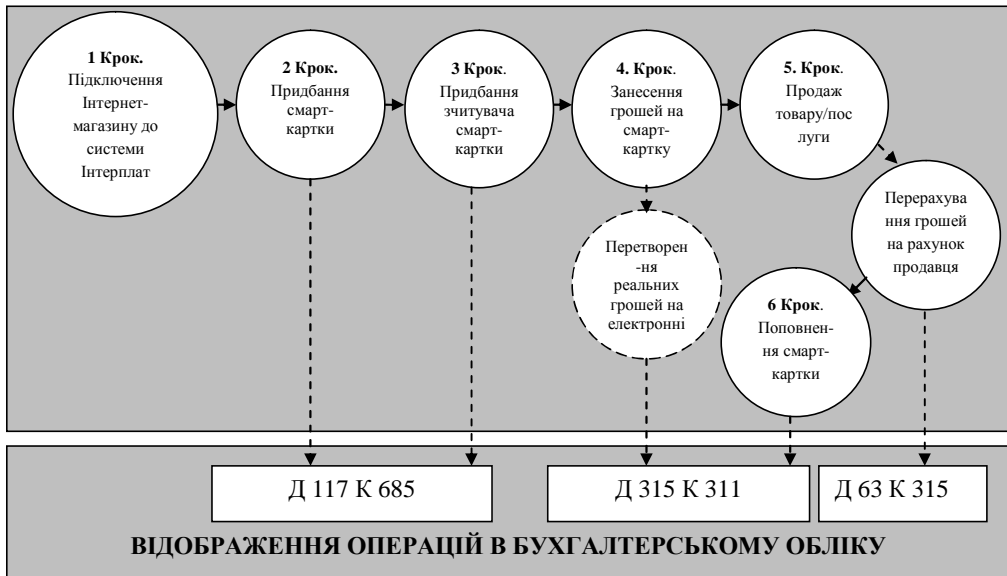 1 Крок.
Підключення
Інтернет-
магазину до
системи
Інтерплат
2 Крок.
Придбання
смарт-
картки
3 Крок.
Придбання
зчитувача
смарт-
картки
4. Крок.
Занесення
грошей на
смарт-
картку
5. Крок.
Продаж
товару/пос
луги
Перерахува
ння грошей
на рахунок
продавця
Перетворен
-ня
реальних
грошей на
електронні
6 Крок.
Поповнен-
ня смарт-
картки
Д 117 К 685
Д 315 К 311
Д 63 К 315
ВІДОБРАЖЕННЯ ОПЕРАЦІЙ В БУХГАЛТЕРСЬКОМУ ОБЛІКУ